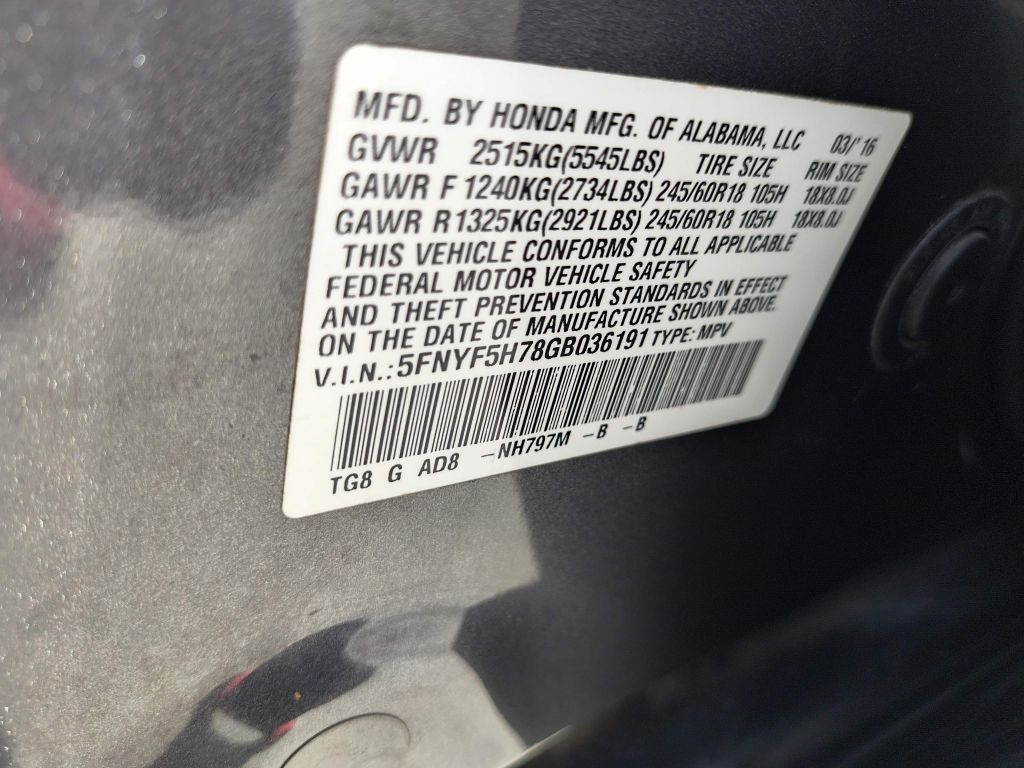 MFD. BY HONDA MFG. OF ALABAMA, LLC 03/'16
GVWR 2515KG(5545LBS) TIRE SIZE RIM SIZE
GAWR F 1240KG(2734LBS) 245/60R18 105H 18X8.0J
GAWR R 1325KG(2921LBS) 245/60R18 105H 18X8.0J
THIS VEHICLE CONFORMS TO ALL APPLICABLE
FEDERAL MOTOR VEHICLE SAFETY
AND THEFT PREVENTION STANDARDS IN EFFECT
ON THE DATE OF MANUFACTURE SHOWN ABOVE.
V.I.N.: 5FNYF5H78GB036191 TYPE: MPV
TG8 G AD8 -NH797M -B -B